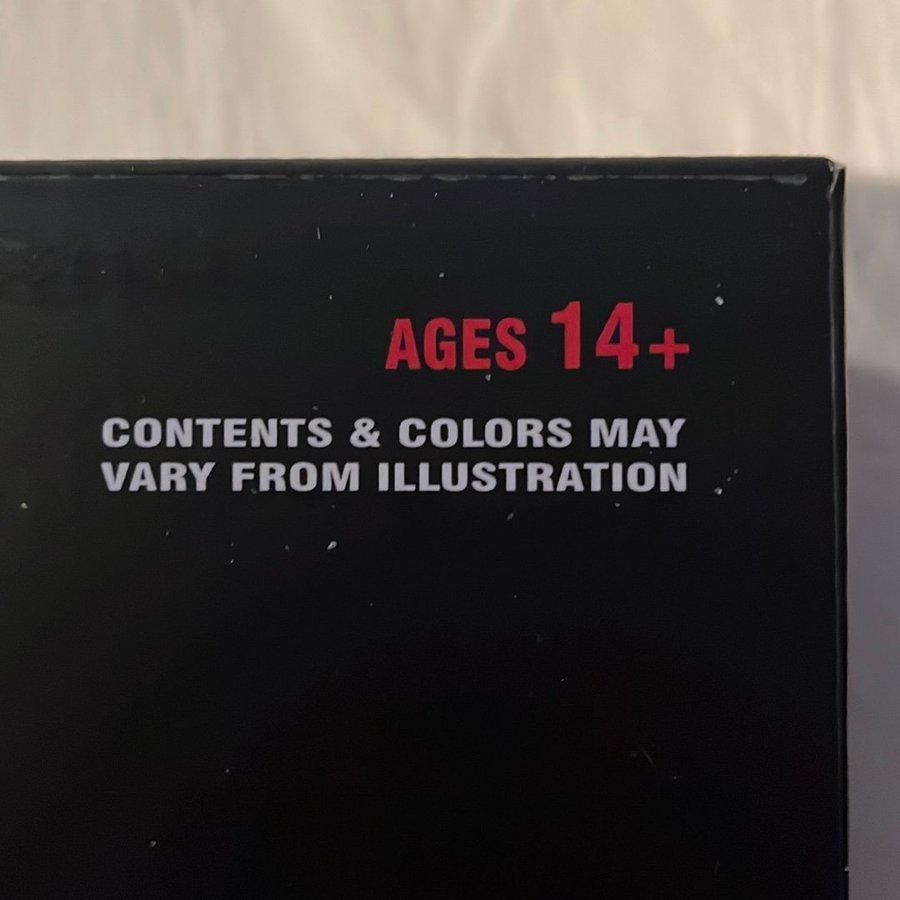 AGES 14+
CONTENTS & COLORS MAY
VARY FROM ILLUSTRATION